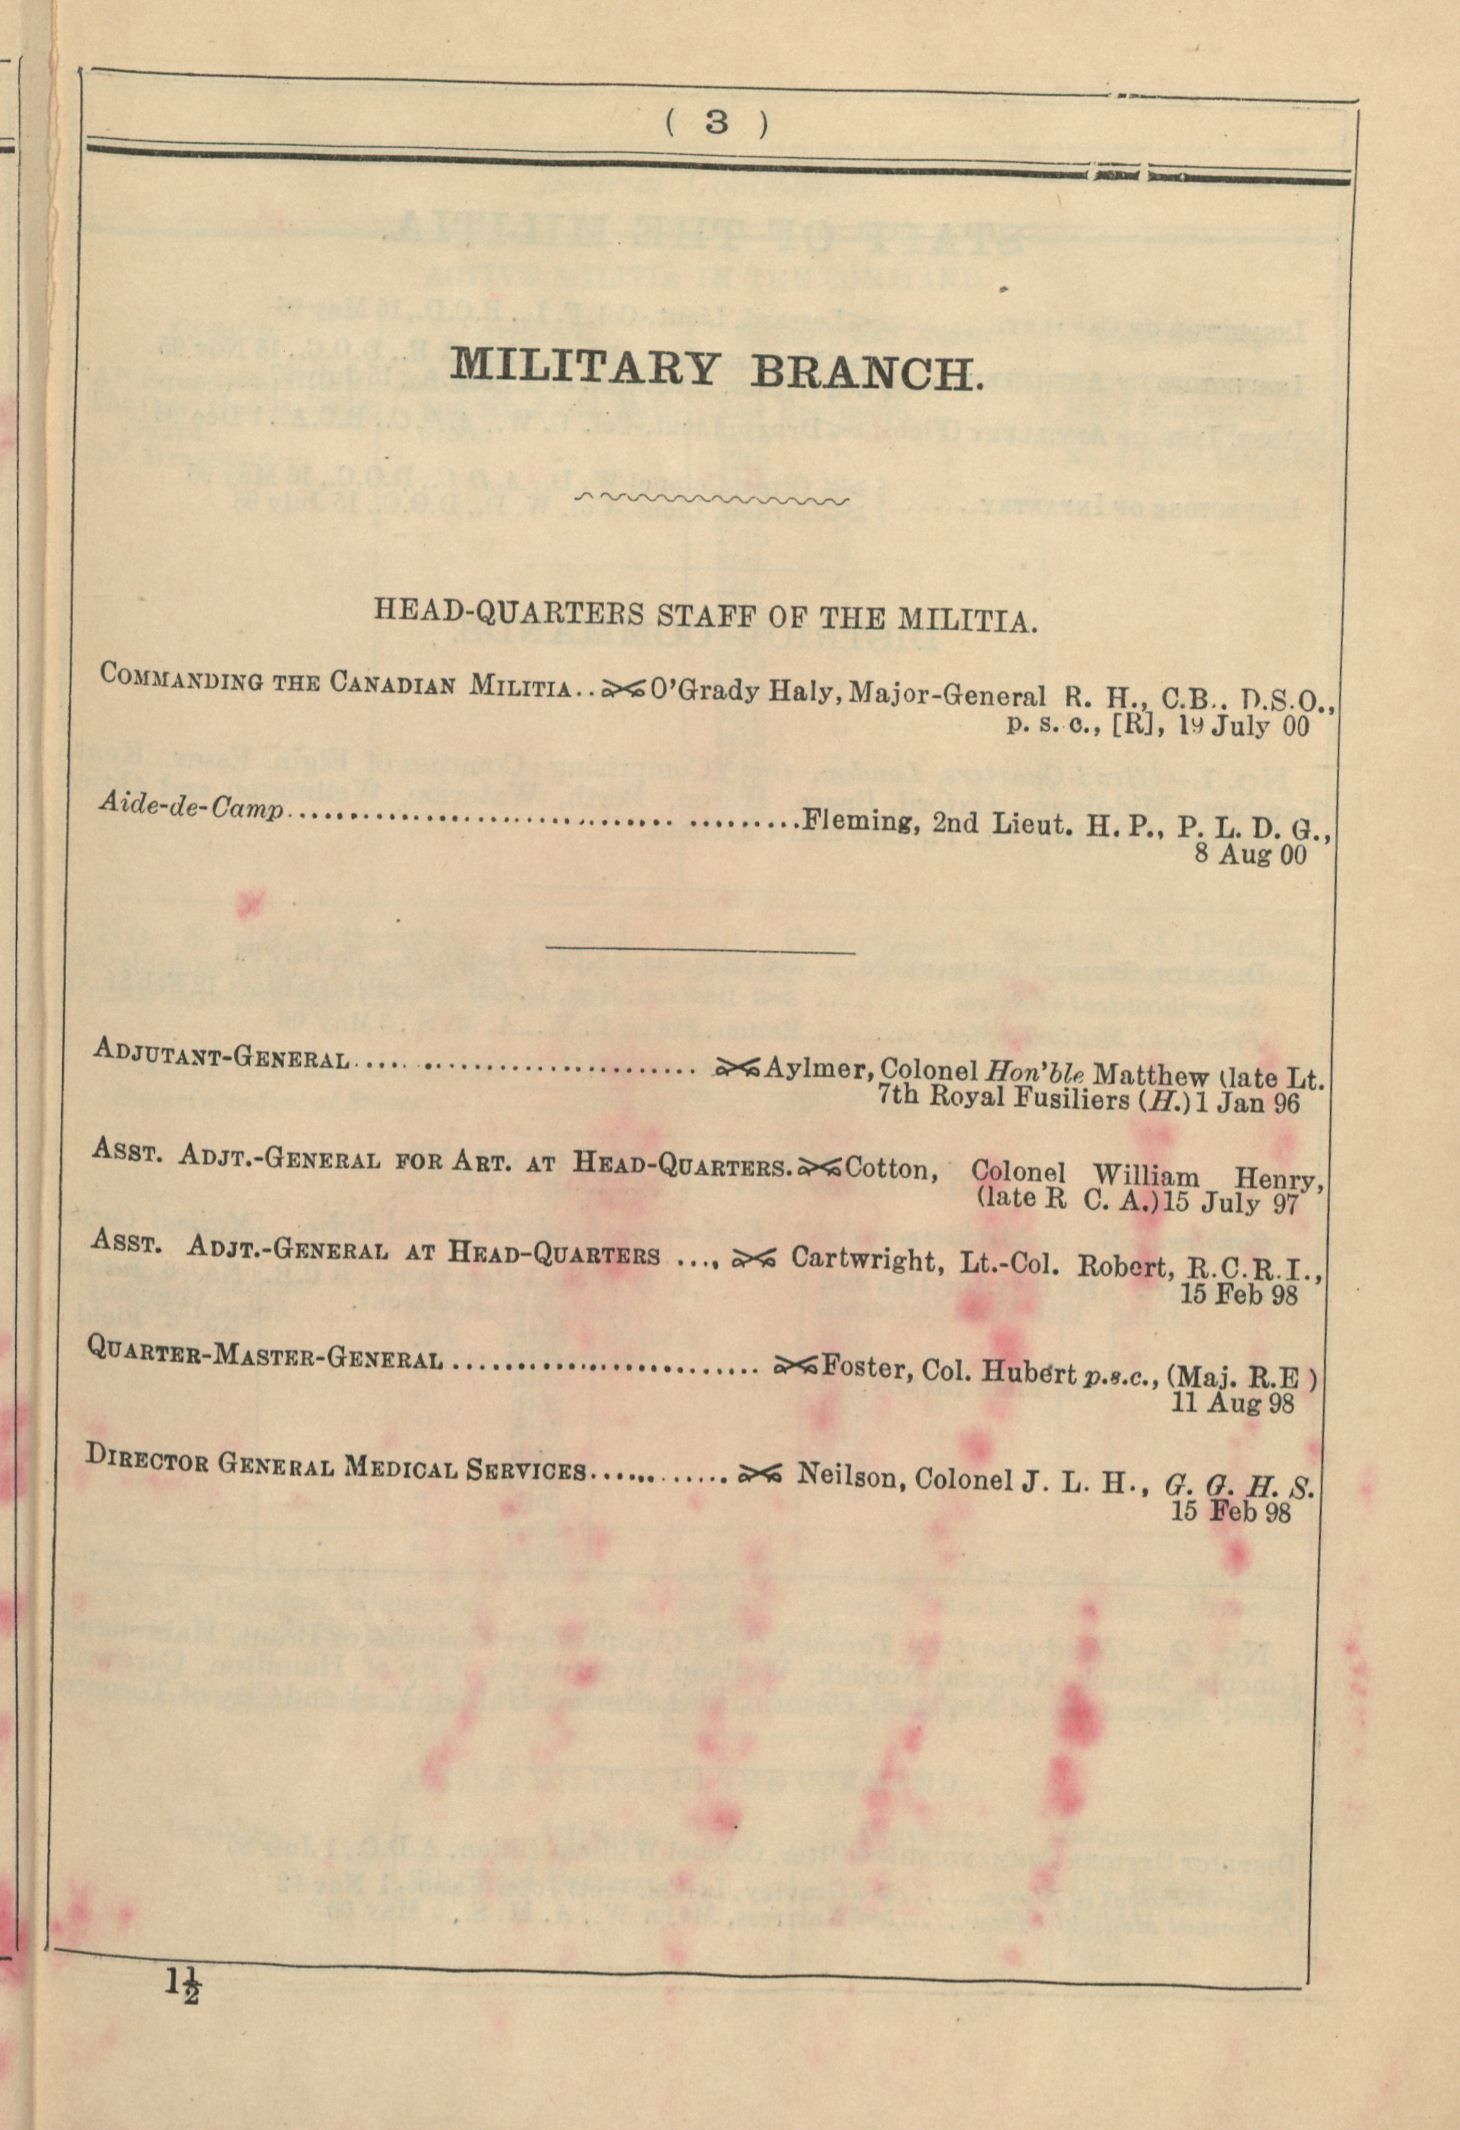 ( 3 )
MILITARY BRANCH.
HEAD-QUARTERS STAFF OF THE MILITIA.
COMMANDING THE CANADIAN MILITIA..⚔O'Grady Haly, Major-General R. H., C.B.. D.S.O.,
p. s. c., [R], 19 July 00
Aide-de-Camp.......................................Fleming, 2nd Lieut. H. P., P. L. D. G.,
8 Aug 00
ADJUTANT-GENERAL............................⚔Aylmer, Colonel Hon'ble Matthew (late Lt.
7th Royal Fusiliers (H.) 1 Jan 96
ASST. ADJT.-GENERAL FOR ART. AT HEAD-QUARTERS.⚔Cotton, Colonel William Henry,
(late R C. A.) 15 July 97
ASST. ADJT.-GENERAL AT HEAD-QUARTERS ....⚔ Cartwright, Lt.-Col. Robert, R.C.R.I.,
15 Feb 98
QUARTER-MASTER-GENERAL........................⚔Foster, Col. Hubert p.s.c., (Maj. R.E )
11 Aug 98
DIRECTOR GENERAL MEDICAL SERVICES............⚔ Neilson, Colonel J. L. H., G. G. H. S.
15 Feb 98
1½